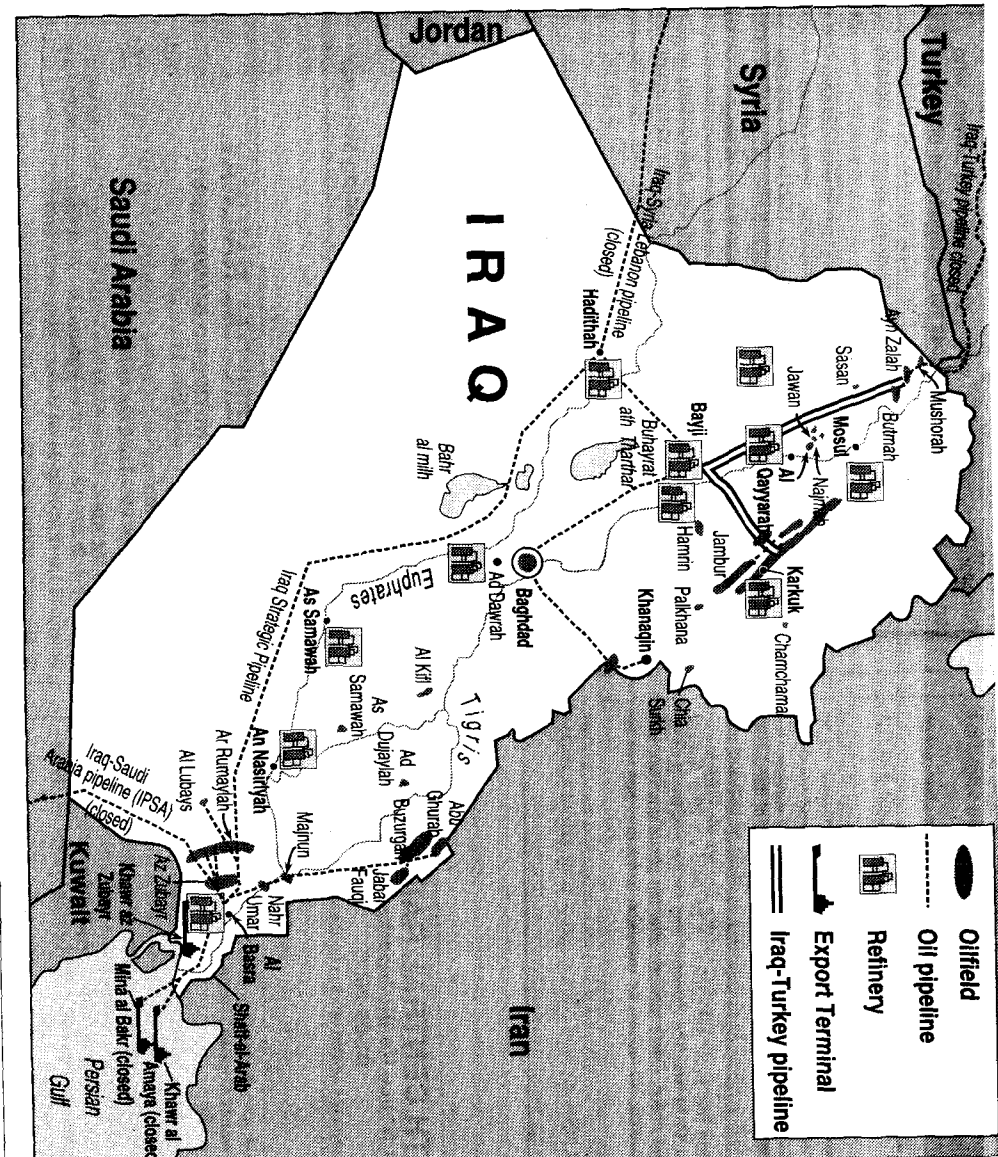 Turkey
Iraq-Turkey pipeline closed
Syria
Jordan
Saudi Arabia
Iran
Kuwait
IRAQ
Mushorah
Ayn Zalah
Butmah
Sasan
Mosul
Jawan
Najmah
Al
Qayyarah
Iraq-Syria-Lebanon pipeline
(closed)
Hadithah
Bayji
Buhayrat
ath Tharthar
Hamrin
Jambur
Karkuk
Chamchamal
Palkhana
Chia
Surkh
Khanaqin
Baghdad
Ad Dawrah
Bahr
al milh
Euphrates
Tigris
Al Kifl
As Samawah
As
Samawah
Ad
Dujaylah
Abu
Ghurab
Buzurgan
Jabal
Fauqi
Iraq Strategic Pipeline
An Nasiriyah
Majnun
Nahr
Umar
Ar Rumaylah
Al Lubays
Iraq-Saudi
Arabia pipeline (IPSA)
(closed)
Az Zubayr
Khawr az
Zubayr
Al
Basra
Shatt-al-Arab
Mina al Bakr (closed)
Khawr al
Amaya (closed
Persian
Gulf
Oilfield
Oil pipeline
Refinery
Export Terminal
Iraq-Turkey pipeline